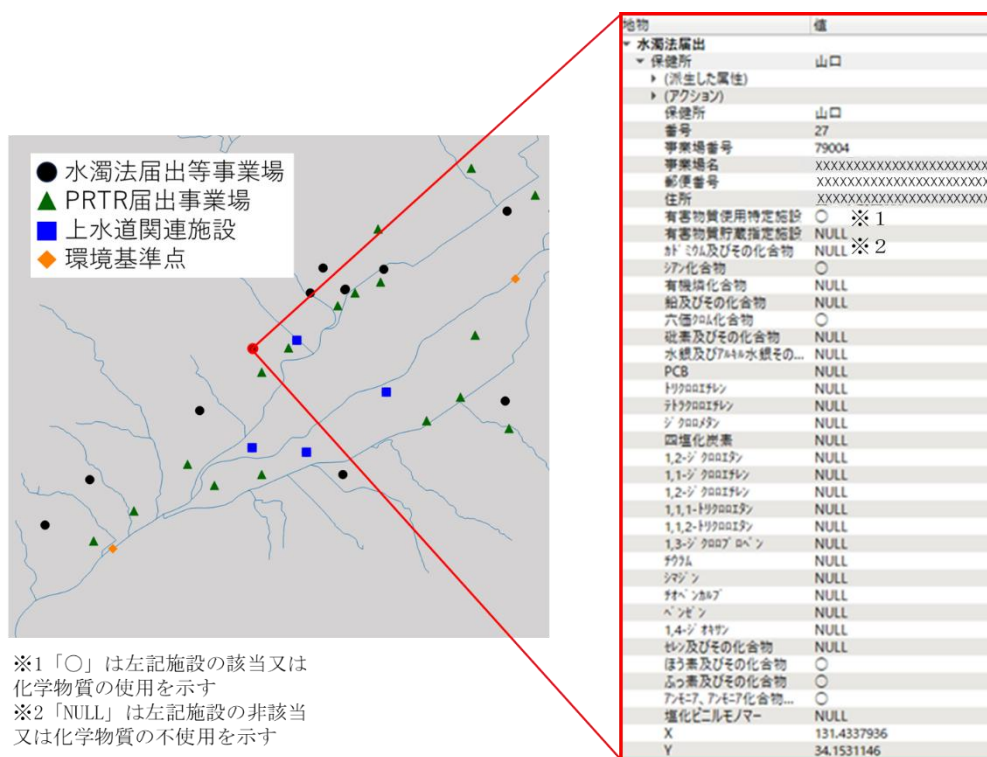 水濁法届出等事業場
PRTR届出事業場
上水道関連施設
環境基準点
※1「○」は左記施設の該当又は
化学物質の使用を示す
※2「NULL」は左記施設の非該当
又は化学物質の不使用を示す
地物 値
水濁法届出
保健所 山口
(派生した属性)
(アクション)
保健所 山口
番号 27
事業場番号 79004
事業場名 XXXXXXXXXXXXXXXXXXXXXXXX
郵便番号 XXXXXXXXXXXXXXXXXXXXXXXX
住所 XXXXXXXXXXXXXXXXXXXXXXXX
有害物質使用特定施設 ○ ※1
有害物質貯蔵指定施設 NULL
カドミウム及びその化合物 NULL ※2
シアン化合物 ○
有機燐化合物 NULL
鉛及びその化合物 NULL
六価クロム化合物 ○
砒素及びその化合物 NULL
水銀及びアルキル水銀その... NULL
PCB NULL
トリクロロエチレン NULL
テトラクロロエチレン NULL
ジクロロメタン NULL
四塩化炭素 NULL
1,2-ジクロロエタン NULL
1,1-ジクロロエチレン NULL
1,2-ジクロロエチレン NULL
1,1,1-トリクロロエタン NULL
1,1,2-トリクロロエタン NULL
1,3-ジクロロプロペン NULL
チウラム NULL
シマジン NULL
チオベンカルブ NULL
ベンゼン NULL
1,4-ジオキサン NULL
セレン及びその化合物 NULL
ほう素及びその化合物 ○
ふっ素及びその化合物 ○
アンモニア、アンモニア化合物... ○
塩化ビニルモノマー NULL
X 131.4337936
Y 34.1531146